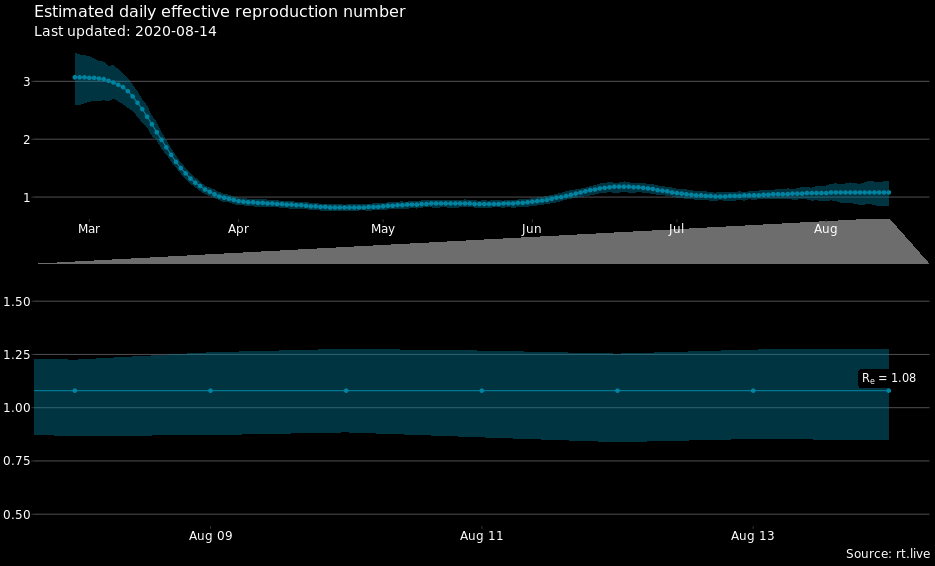 Estimated daily effective reproduction number
Last updated: 2020-08-14
3
2
1
Mar Apr May Jun Jul Aug
1.50
1.25
Re = 1.08
1.00
0.75
0.50
Aug 09 Aug 11 Aug 13
Source: rt.live